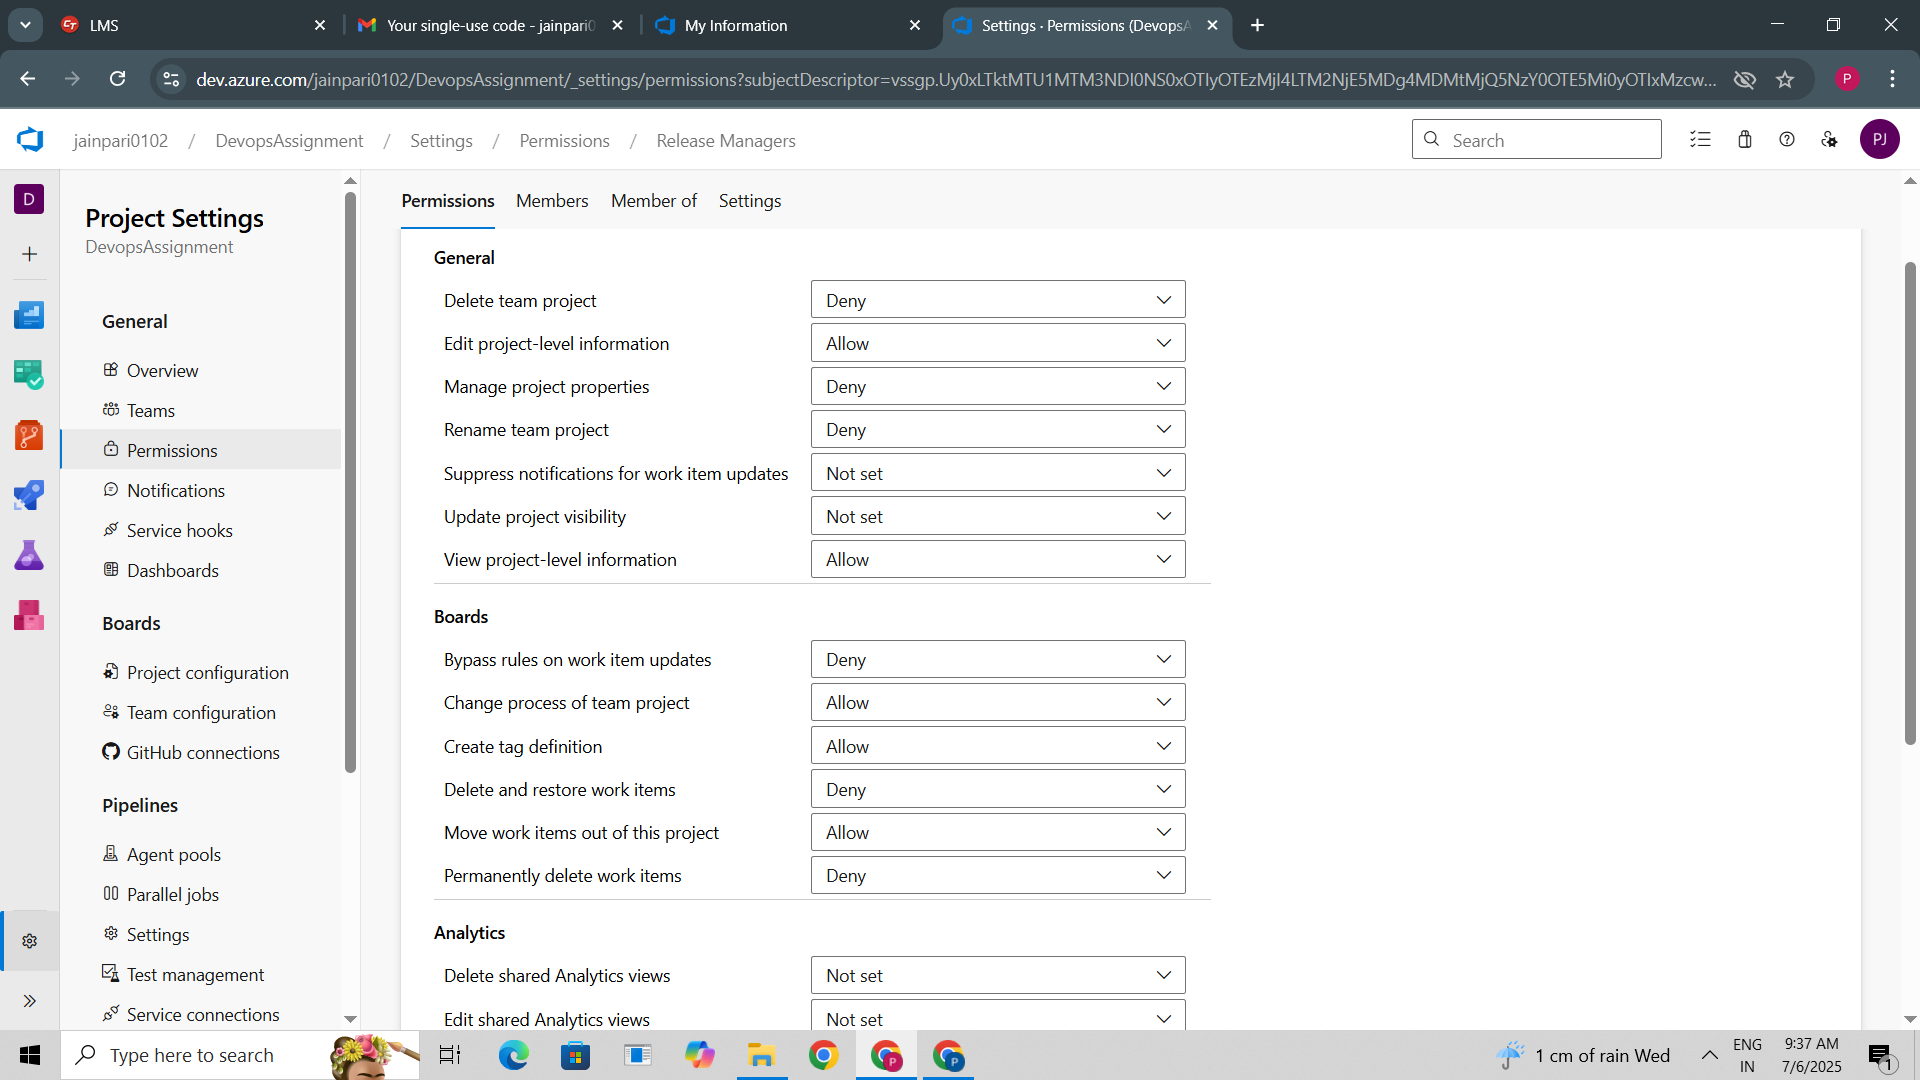 LMS
Your single-use code - jainpari0
My Information
Settings · Permissions (DevopsA
dev.azure.com/jainpari0102/DevopsAssignment/_settings/permissions?subjectDescriptor=vssgp.Uy0xLTktMTU1MTM3NDI0NS0xOTIyOTEzMjI4LTM2NjE5MDg4MDMtMjQ5NzY0OTE5Mi0yOTIxMzcw...
P
jainpari0102 / DevopsAssignment / Settings / Permissions / Release Managers
Search
PJ
D
Project Settings
DevopsAssignment
General
Overview
Teams
Permissions
Notifications
Service hooks
Dashboards
Boards
Project configuration
Team configuration
GitHub connections
Pipelines
Agent pools
Parallel jobs
Settings
Test management
Service connections
Permissions Members Member of Settings
General
Delete team project Deny
Edit project-level information Allow
Manage project properties Deny
Rename team project Deny
Suppress notifications for work item updates Not set
Update project visibility Not set
View project-level information Allow
Boards
Bypass rules on work item updates Deny
Change process of team project Allow
Create tag definition Allow
Delete and restore work items Deny
Move work items out of this project Allow
Permanently delete work items Deny
Analytics
Delete shared Analytics views Not set
Edit shared Analytics views Not set
Type here to search
P
P
1 cm of rain Wed
ENG
IN
9:37 AM
7/6/2025
1